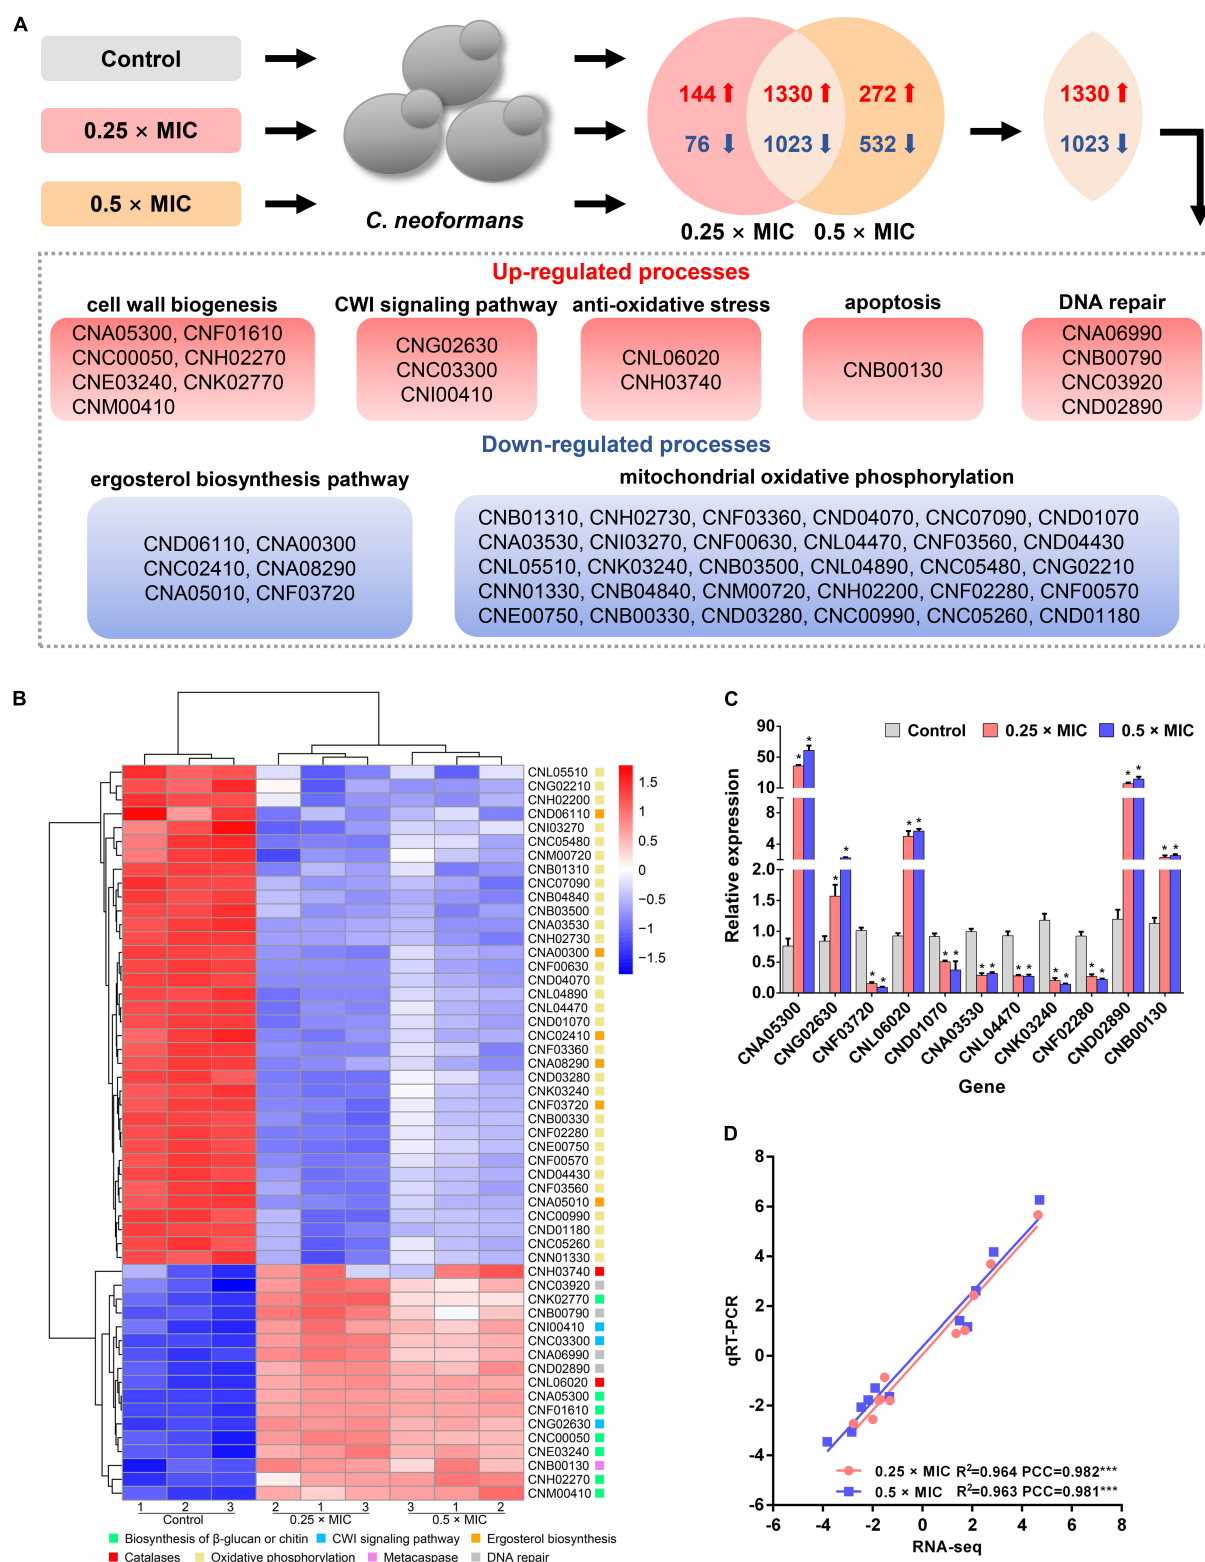 A
Control
0.25 × MIC
0.5 × MIC
C. neoformans
144 ⬆ 1330 ⬆ 272 ⬆
76 ⬇ 1023 ⬇ 532 ⬇
0.25 × MIC 0.5 × MIC
1330 ⬆
1023 ⬇
Up-regulated processes
cell wall biogenesis
CNA05300, CNF01610
CNC00050, CNH02270
CNE03240, CNK02770
CNM00410
CWI signaling pathway
CNG02630
CNC03300
CNI00410
anti-oxidative stress
CNL06020
CNH03740
apoptosis
CNB00130
DNA repair
CNA06990
CNB00790
CNC03920
CND02890
Down-regulated processes
ergosterol biosynthesis pathway
CND06110, CNA00300
CNC02410, CNA08290
CNA05010, CNF03720
mitochondrial oxidative phosphorylation
CNB01310, CNH02730, CNF03360, CND04070, CNC07090, CND01070
CNA03530, CNI03270, CNF00630, CNL04470, CNF03560, CND04430
CNL05510, CNK03240, CNB03500, CNL04890, CNC05480, CNG02210
CNN01330, CNB04840, CNM00720, CNH02200, CNF02280, CNF00570
CNE00750, CNB00330, CND03280, CNC00990, CNC05260, CND01180
B
CNL05510
CNG02210
CNH02200
CND06110
CNI03270
CNC05480
CNM00720
CNB01310
CNC07090
CNB04840
CNB03500
CNA03530
CNH02730
CNA00300
CNF00630
CND04070
CNL04890
CNL04470
CND01070
CNC02410
CNF03360
CNA08290
CND03280
CNK03240
CNF03720
CNB00330
CNF02280
CNE00750
CNF00570
CND04430
CNF03560
CNA05010
CNC00990
CND01180
CNC05260
CNN01330
CNH03740
CNC03920
CNK02770
CNB00790
CNI00410
CNC03300
CNA06990
CND02890
CNL06020
CNA05300
CNF01610
CNG02630
CNC00050
CNE03240
CNB00130
CNH02270
CNM00410
1.5
1
0.5
0
−0.5
−1
−1.5
1 2 3 2 1 3 3 1 2
Control 0.25 × MIC 0.5 × MIC
Biosynthesis of β-glucan or chitin CWI signaling pathway Ergosterol biosynthesis
Catalases Oxidative phosphorylation Metacaspase DNA repair
C
Control 0.25 × MIC 0.5 × MIC
Relative expression
90
50
10
8
4
2.0
1.5
1.0
0.5
0.0
* * * * * * * * * * * * * * * * * * * * * *
CNA05300
CNG02630
CNF03720
CNL06020
CND01070
CNA03530
CNL04470
CNK03240
CNF02280
CND02890
CNB00130
Gene
D
qRT-PCR
8
6
4
2
0
-2
-4
-6
0.25 × MIC R2=0.964 PCC=0.982***
0.5 × MIC R2=0.963 PCC=0.981***
-6 -4 -2 0 2 4 6 8
RNA-seq